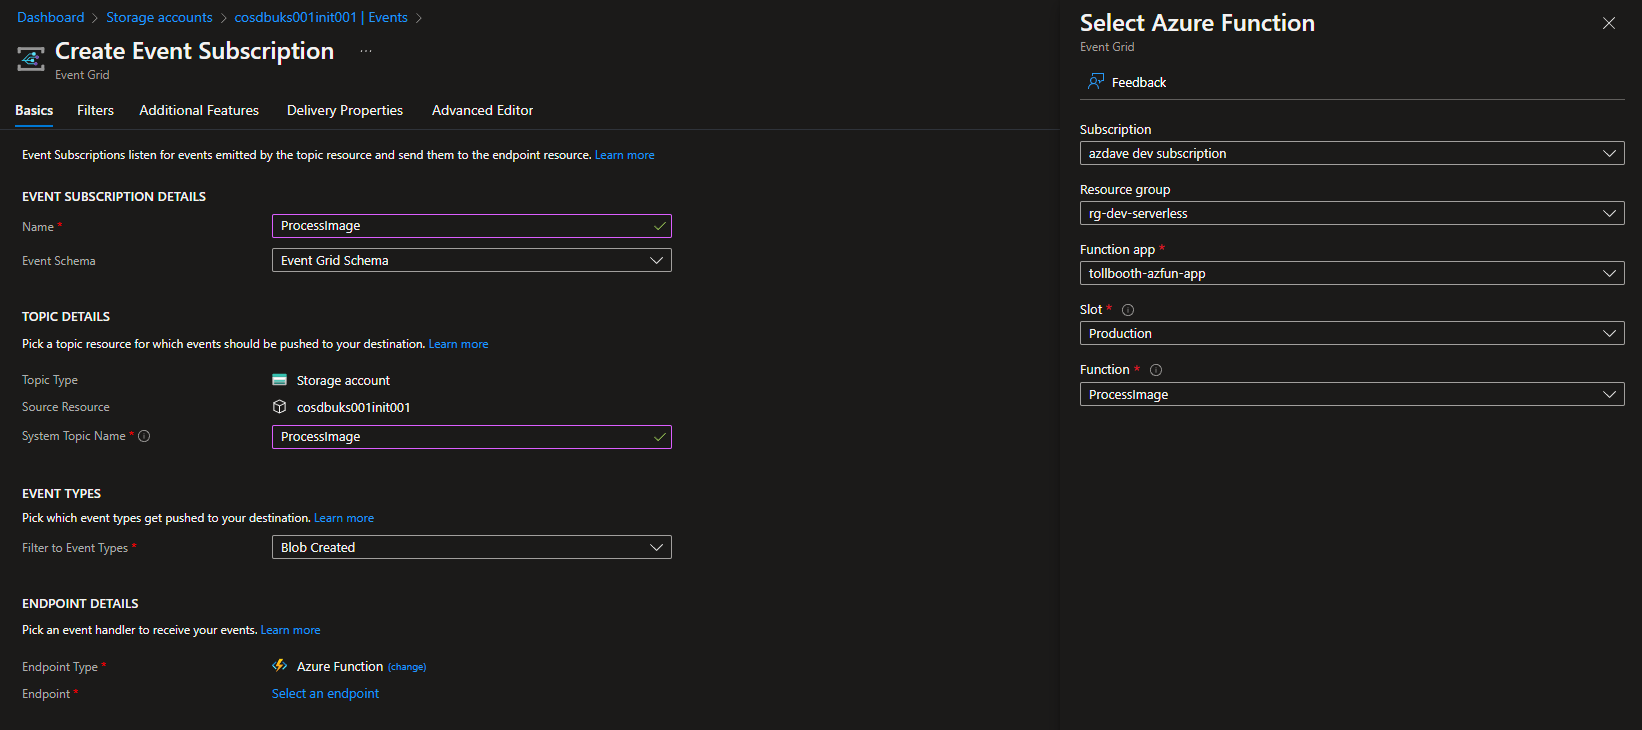 Dashboard > Storage accounts > cosdbuks001init001 | Events >
Create Event Subscription ...
Event Grid
Basics Filters Additional Features Delivery Properties Advanced Editor
Event Subscriptions listen for events emitted by the topic resource and send them to the endpoint resource. Learn more
EVENT SUBSCRIPTION DETAILS
Name * ProcessImage
Event Schema Event Grid Schema
TOPIC DETAILS
Pick a topic resource for which events should be pushed to your destination. Learn more
Topic Type Storage account
Source Resource cosdbuks001init001
System Topic Name * ProcessImage
EVENT TYPES
Pick which event types get pushed to your destination. Learn more
Filter to Event Types * Blob Created
ENDPOINT DETAILS
Pick an event handler to receive your events. Learn more
Endpoint Type * Azure Function (change)
Endpoint * Select an endpoint
Select Azure Function
Event Grid
Feedback
Subscription
azdave dev subscription
Resource group
rg-dev-serverless
Function app *
tollbooth-azfun-app
Slot *
Production
Function *
ProcessImage